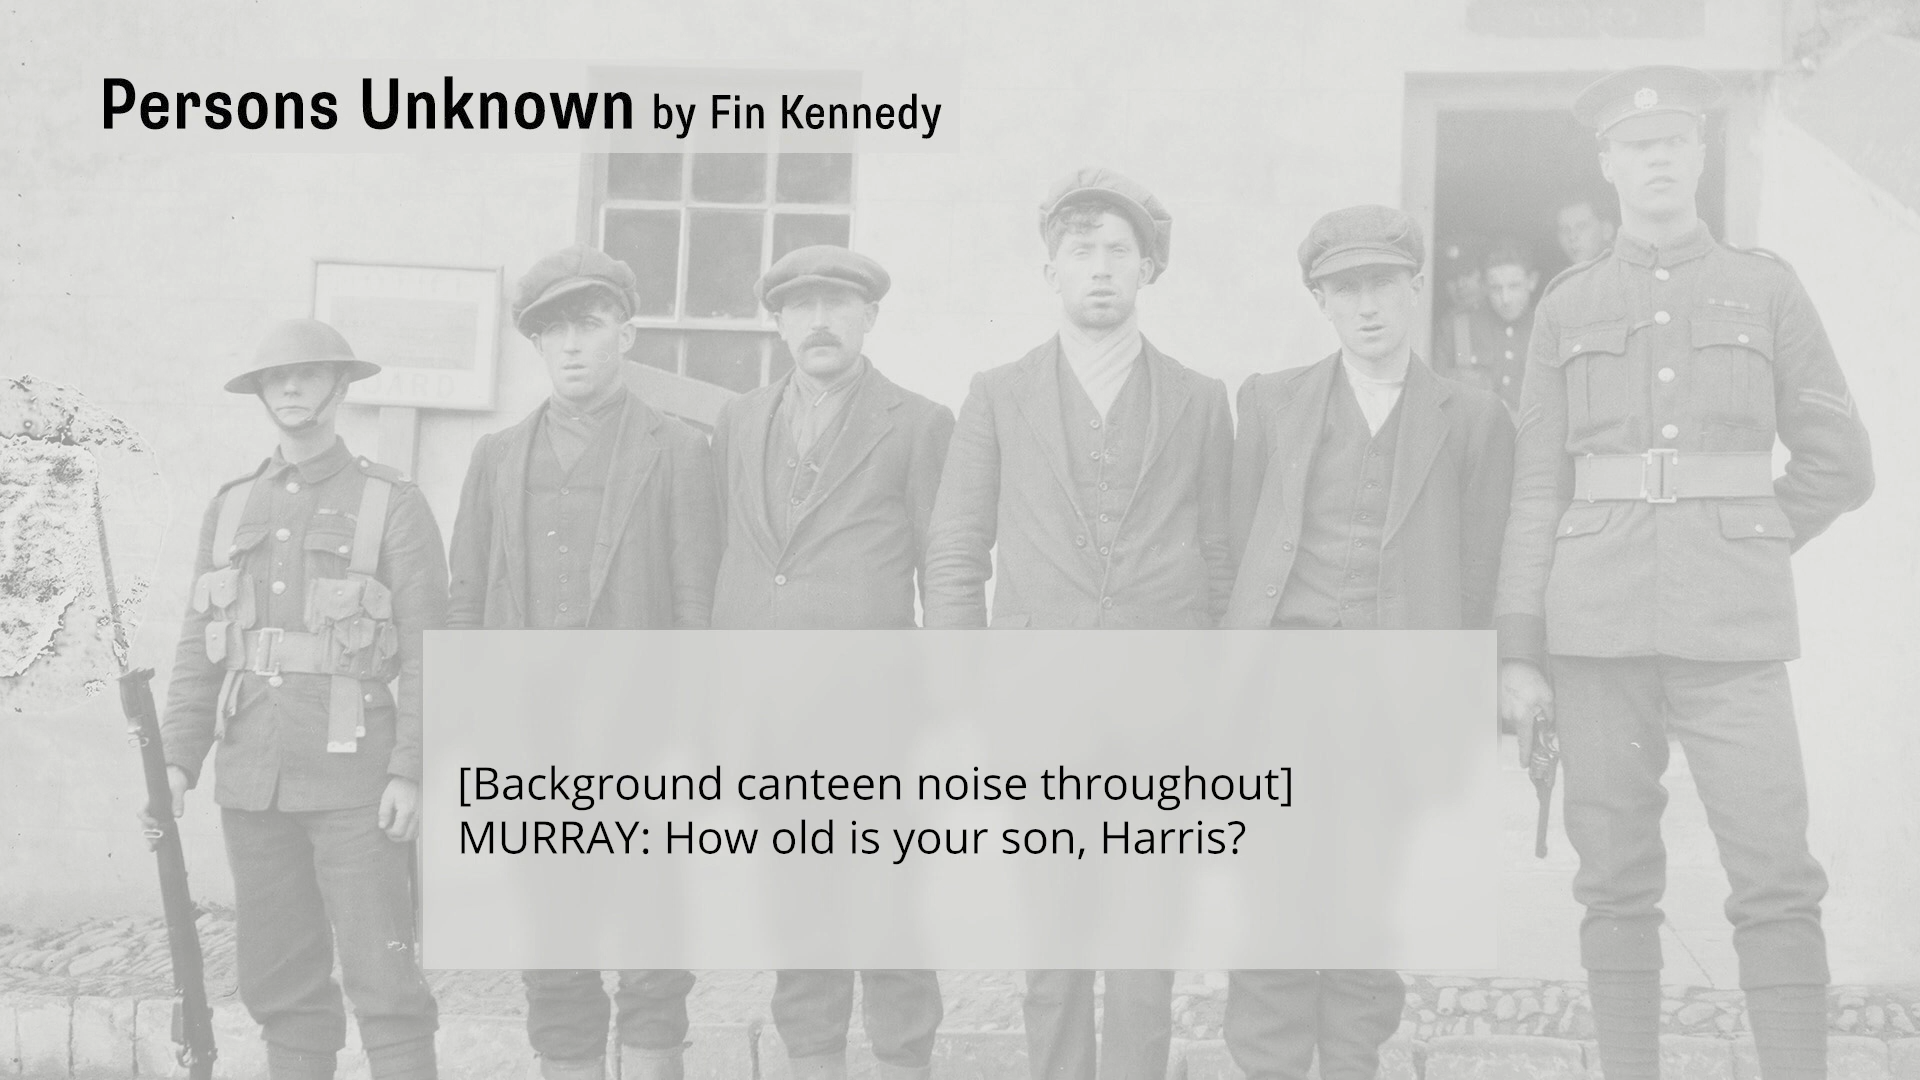 Persons Unknown by Fin Kennedy
[Background canteen noise throughout]
MURRAY: How old is your son, Harris?